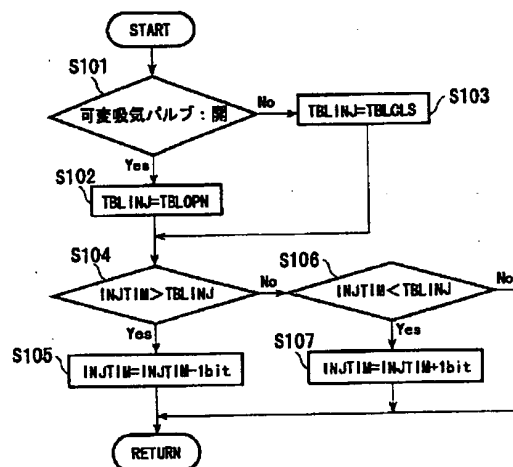 START
S101
可変吸気バルブ:開
No
S103
TBLINJ=TBLCLS
Yes
S102
TBLINJ=TBLOPN
S104
INJTIM>TBLINJ
No
S106
INJTIM<TBLINJ
No
Yes
Yes
S105
INJTIM=INJTIM-1bit
S107
INJTIM=INJTIM+1bit
RETURN